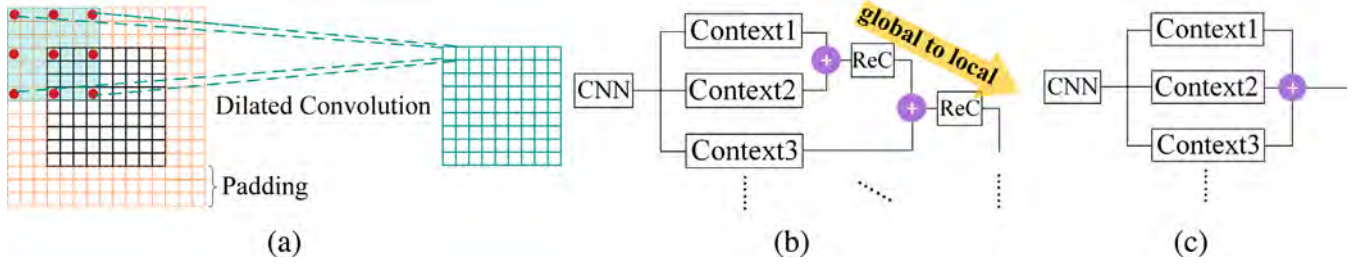 Dilated Convolution
Padding
(a)
CNN
Context1
Context2
Context3
+
ReC
+
ReC
global to local
(b)
CNN
Context1
Context2
Context3
+
(c)